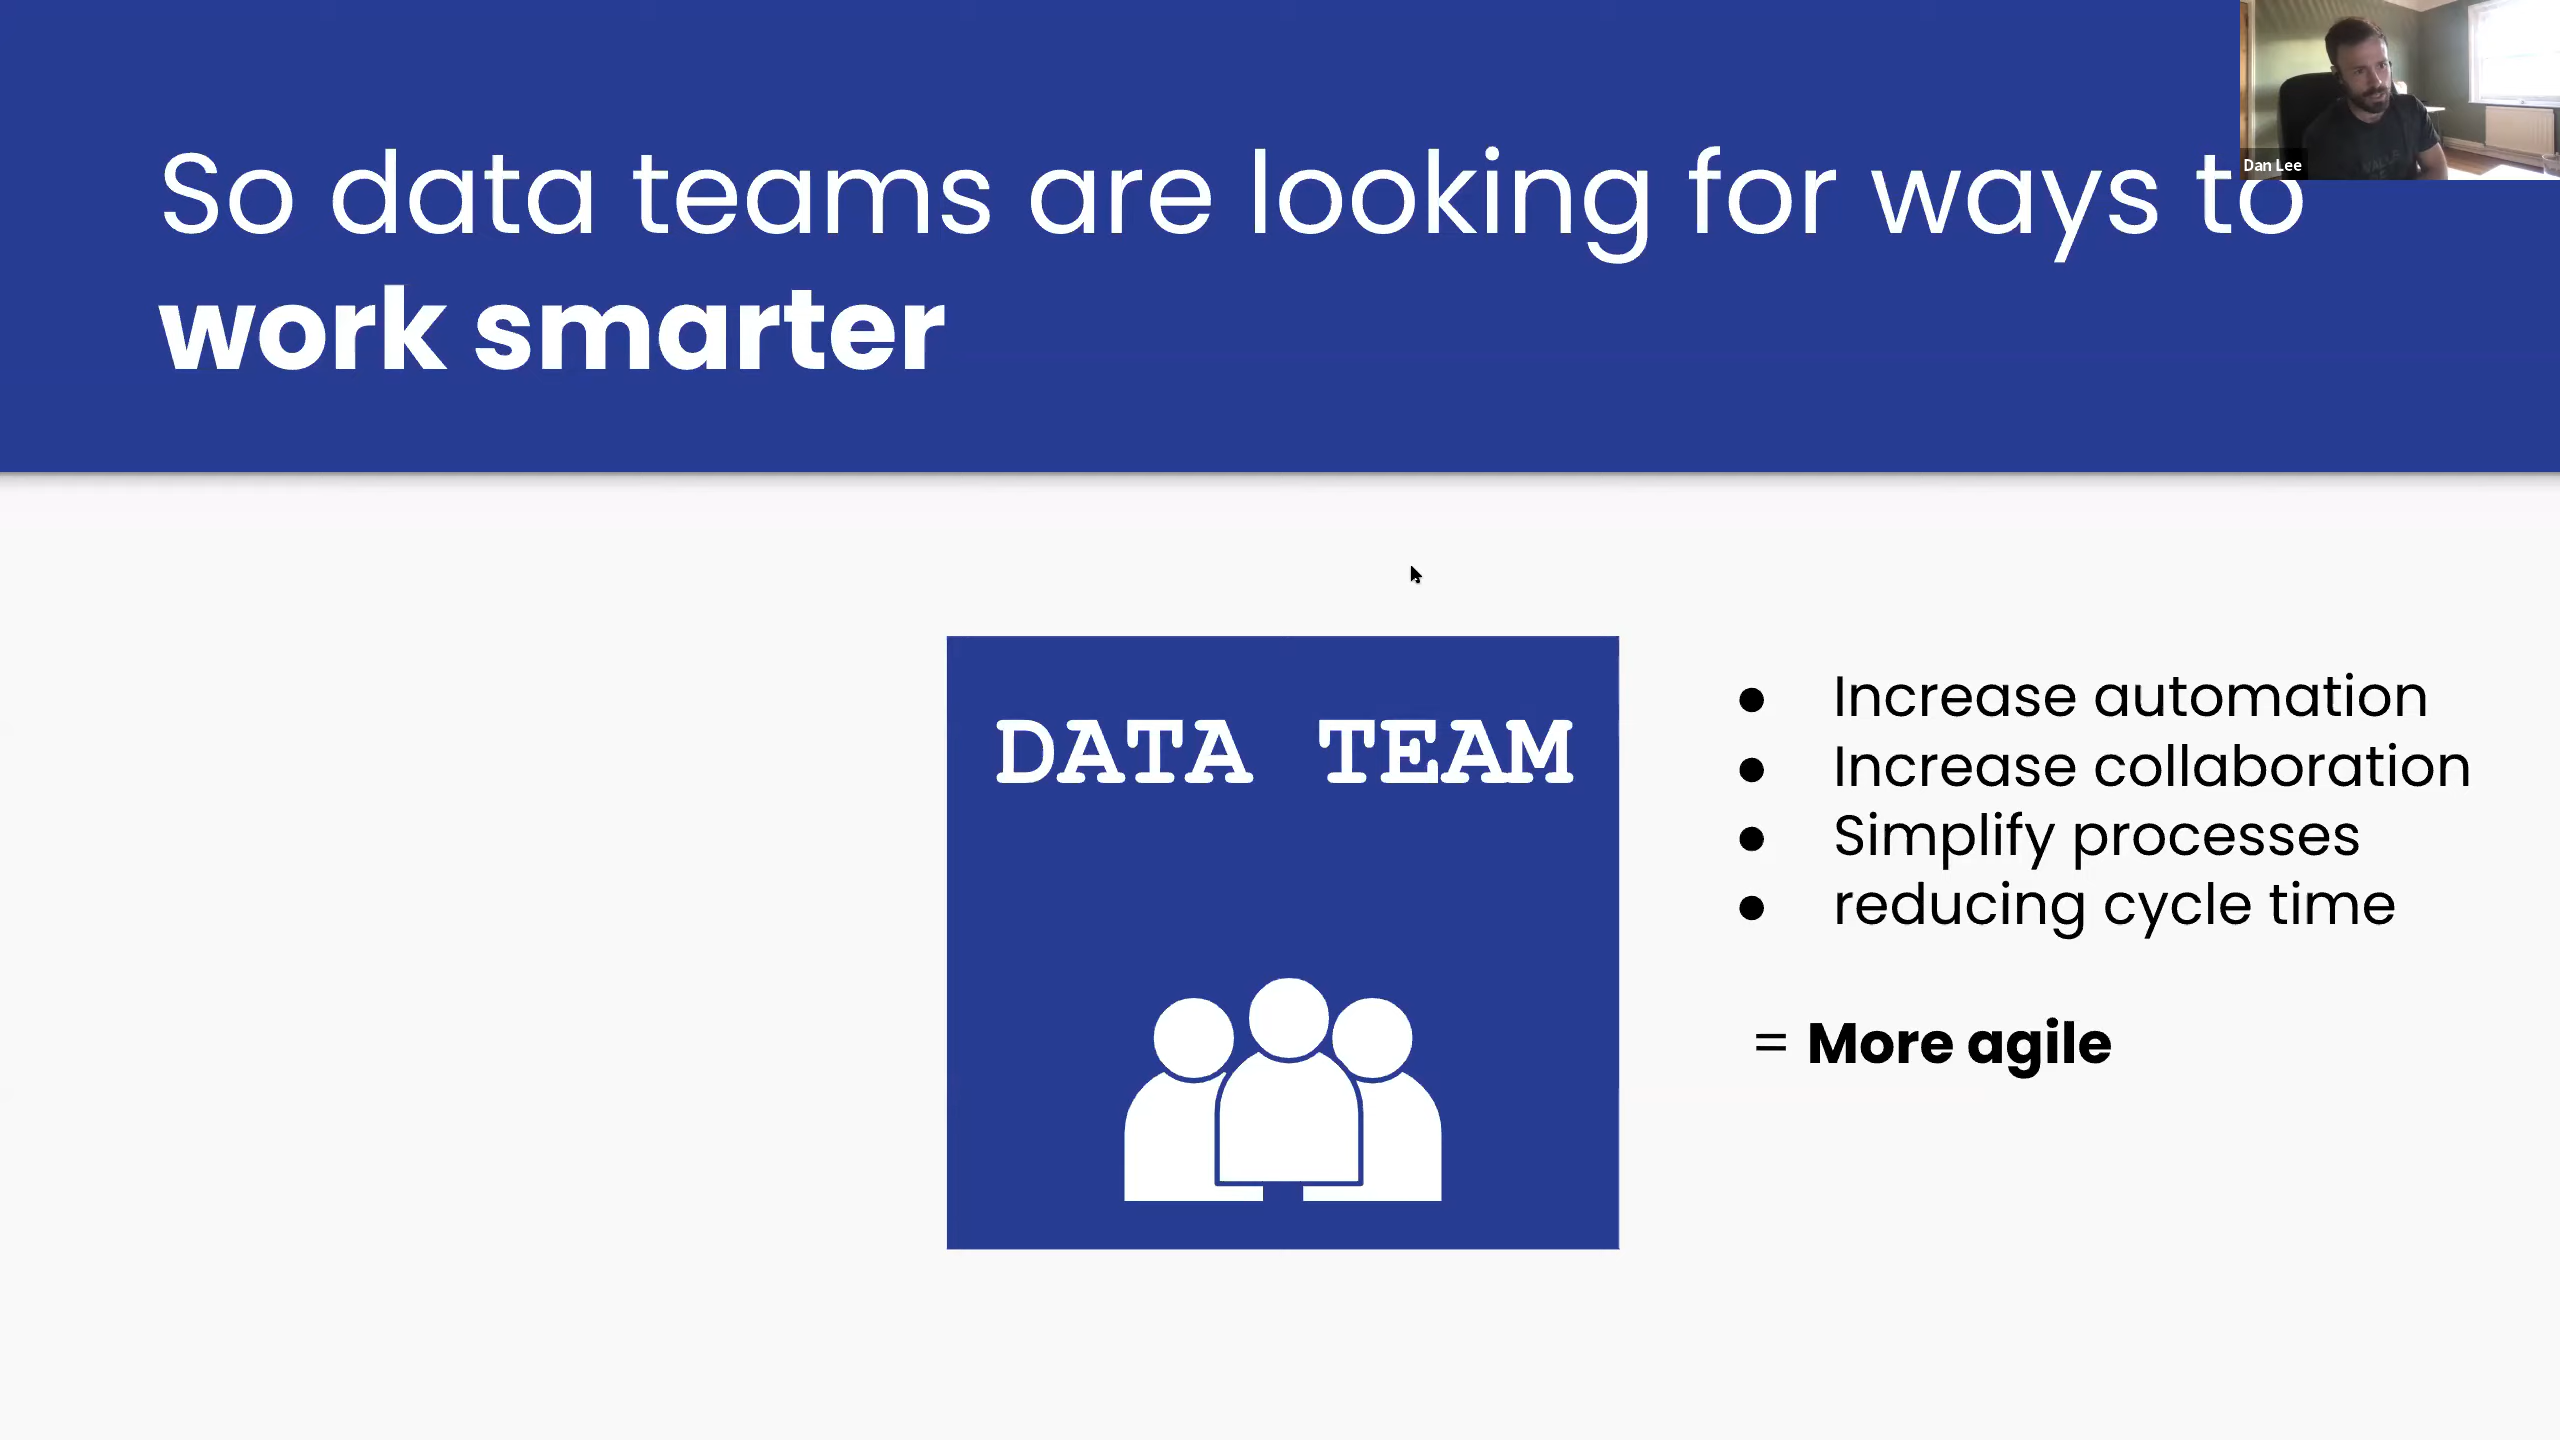 So data teams are looking for ways to
work smarter
Dan Lee
DATA TEAM
● Increase automation
● Increase collaboration
● Simplify processes
● reducing cycle time
= More agile